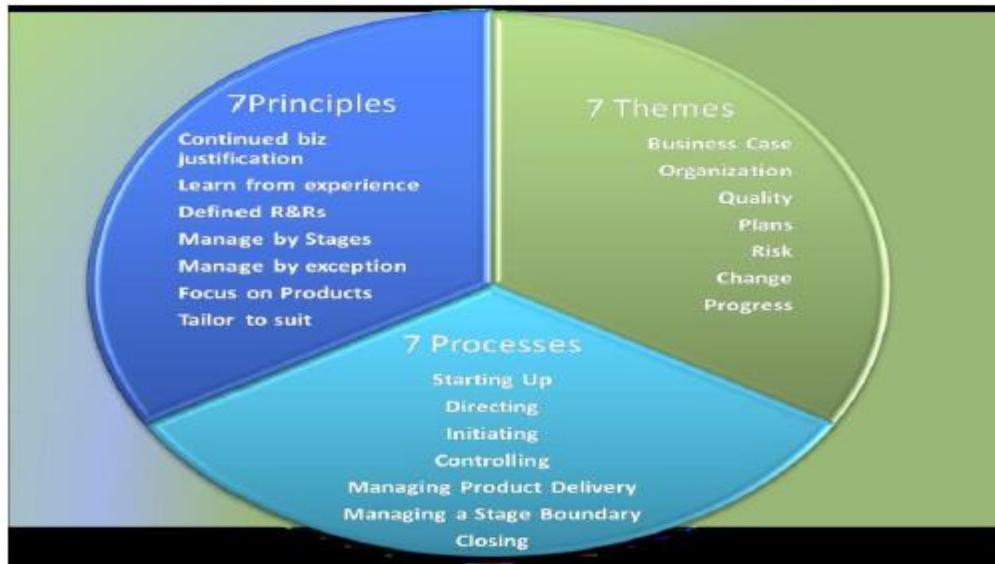 7Principles
Continued biz
justification
Learn from experience
Defined R&Rs
Manage by Stages
Manage by exception
Focus on Products
Tailor to suit
7 Themes
Business Case
Organization
Quality
Plans
Risk
Change
Progress
7 Processes
Starting Up
Directing
Initiating
Controlling
Managing Product Delivery
Managing a Stage Boundary
Closing